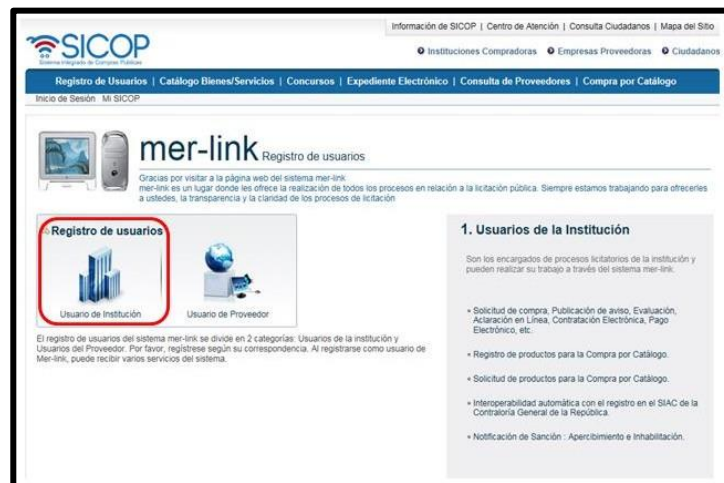 Información de SICOP | Centro de Atención | Consulta Ciudadanos | Mapa del Sitio
SICOP
Sistema Integrado de Compras Públicas
Instituciones Compradoras Empresas Proveedoras Ciudadanos
Registro de Usuarios | Catálogo Bienes/Servicios | Concursos | Expediente Electrónico | Consulta de Proveedores | Compra por Catálogo
Inicio de Sesión Mi SICOP
mer-link Registro de usuarios
Gracias por visitar a la página web del sistema mer-link
mer-link es un lugar donde les ofrece la realización de todos los procesos en relación a la licitación pública. Siempre estamos trabajando para ofrecerles
a ustedes, la transparencia y la claridad de los procesos de licitación
Registro de usuarios
Usuario de Institución Usuario de Proveedor
El registro de usuarios del sistema mer-link se divide en 2 categorías: Usuarios de la institución y
Usuarios del Proveedor. Por favor, regístrese según su correspondencia. Al registrarse como usuario de
Mer-link, puede recibir varios servicios del sistema.
1. Usuarios de la Institución
Son los encargados de procesos licitatorios de la institución y
pueden realizar su trabajo a través del sistema mer-link.
Solicitud de compra, Publicación de aviso, Evaluación,
Aclaración en Línea, Contratación Electrónica, Pago
Electrónico, etc.
Registro de productos para la Compra por Catálogo.
Solicitud de productos para la Compra por Catálogo.
Interoperabilidad automática con el registro en el SIAC de la
Contraloría General de la República.
Notificación de Sanción : Apercibimiento e Inhabilitación.